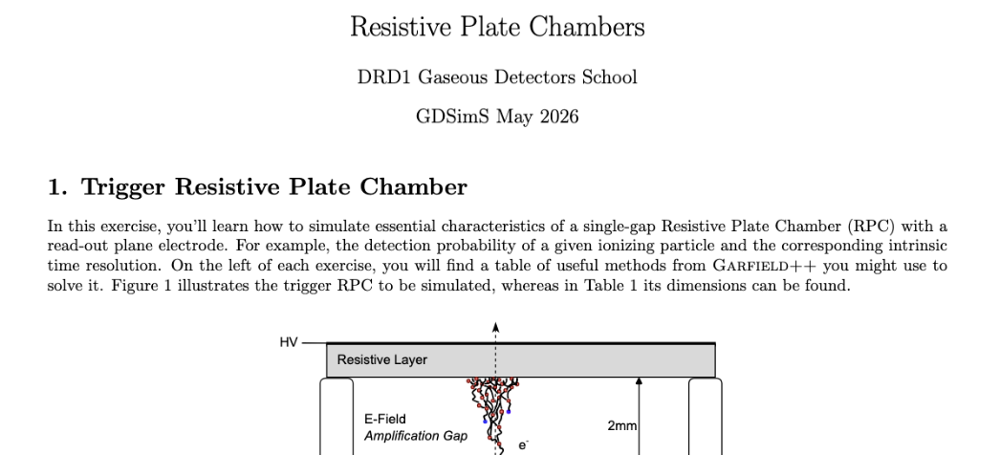 Resistive Plate Chambers
DRD1 Gaseous Detectors School
GDSimS May 2026
1. Trigger Resistive Plate Chamber
In this exercise, you'll learn how to simulate essential characteristics of a single-gap Resistive Plate Chamber (RPC) with a
read-out plane electrode. For example, the detection probability of a given ionizing particle and the corresponding intrinsic
time resolution. On the left of each exercise, you will find a table of useful methods from GARFIELD++ you might use to
solve it. Figure 1 illustrates the trigger RPC to be simulated, whereas in Table 1 its dimensions can be found.
HV
Resistive Layer
E-Field
Amplification Gap
2mm
e⁻